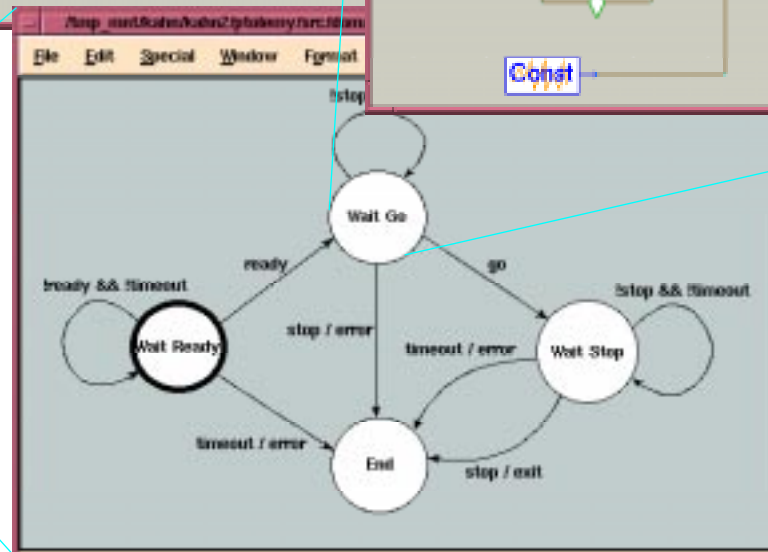 File Edit Special Window Format
Const
!stop
Wait Go
ready
go
!ready && !timeout
!stop && !timeout
stop / error
Wait Ready
timeout / error
Wait Stop
timeout / error
End
stop / exit